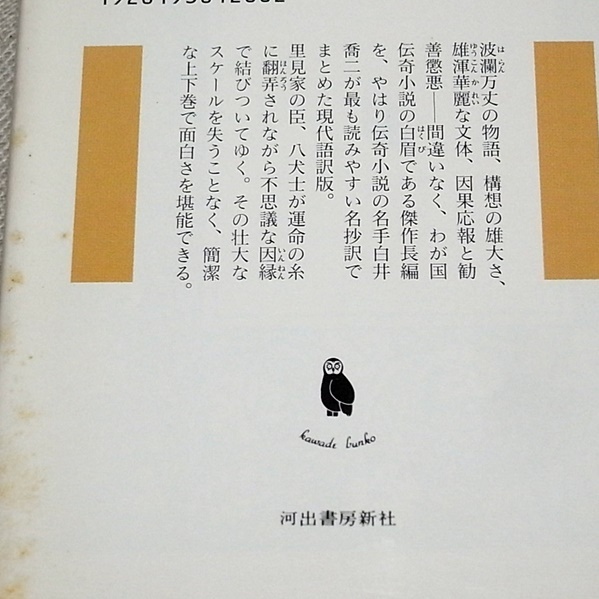 波瀾万丈の物語、構想の雄大さ、
雄渾華麗な文体、因果応報と勧
善懲悪――間違いなく、わが国
伝奇小説の白眉である傑作長編
を、やはり伝奇小説の名手白井
喬二が最も読みやすい名抄訳で
まとめた現代語訳版。
里見家の臣、八犬士が運命の糸
に翻弄されながら不思議な因縁
で結びついてゆく。その壮大な
スケールを失うことなく、簡潔
な上下巻で面白さを堪能できる。
kawade bunko
河出書房新社